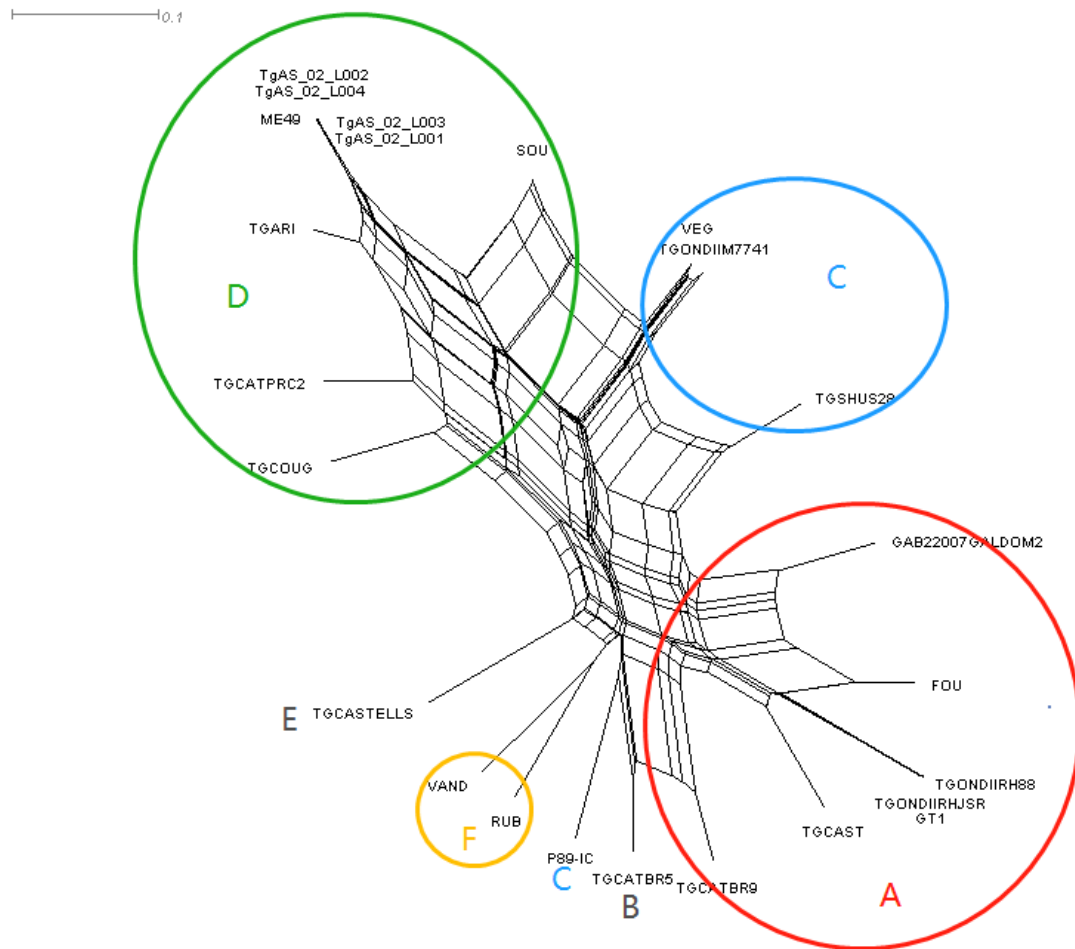 0.1
TgAS_02_L002
TgAS_02_L004
ME49
TgAS_02_L003
TgAS_02_L001
SOU
TGARI
VEG
TGONDIIM7741
C
D
TGCATPRC2
TGSHUS28
TGCOUG
GAB22007GALDOM2
FOU
E
TGCASTELLS
VAND
TGONDIIRH88
TGONDIIRHJSR
GT1
RUB
F
TGCAST
P89-IC
C
TGCATBR5
TGCATBR9
B
A